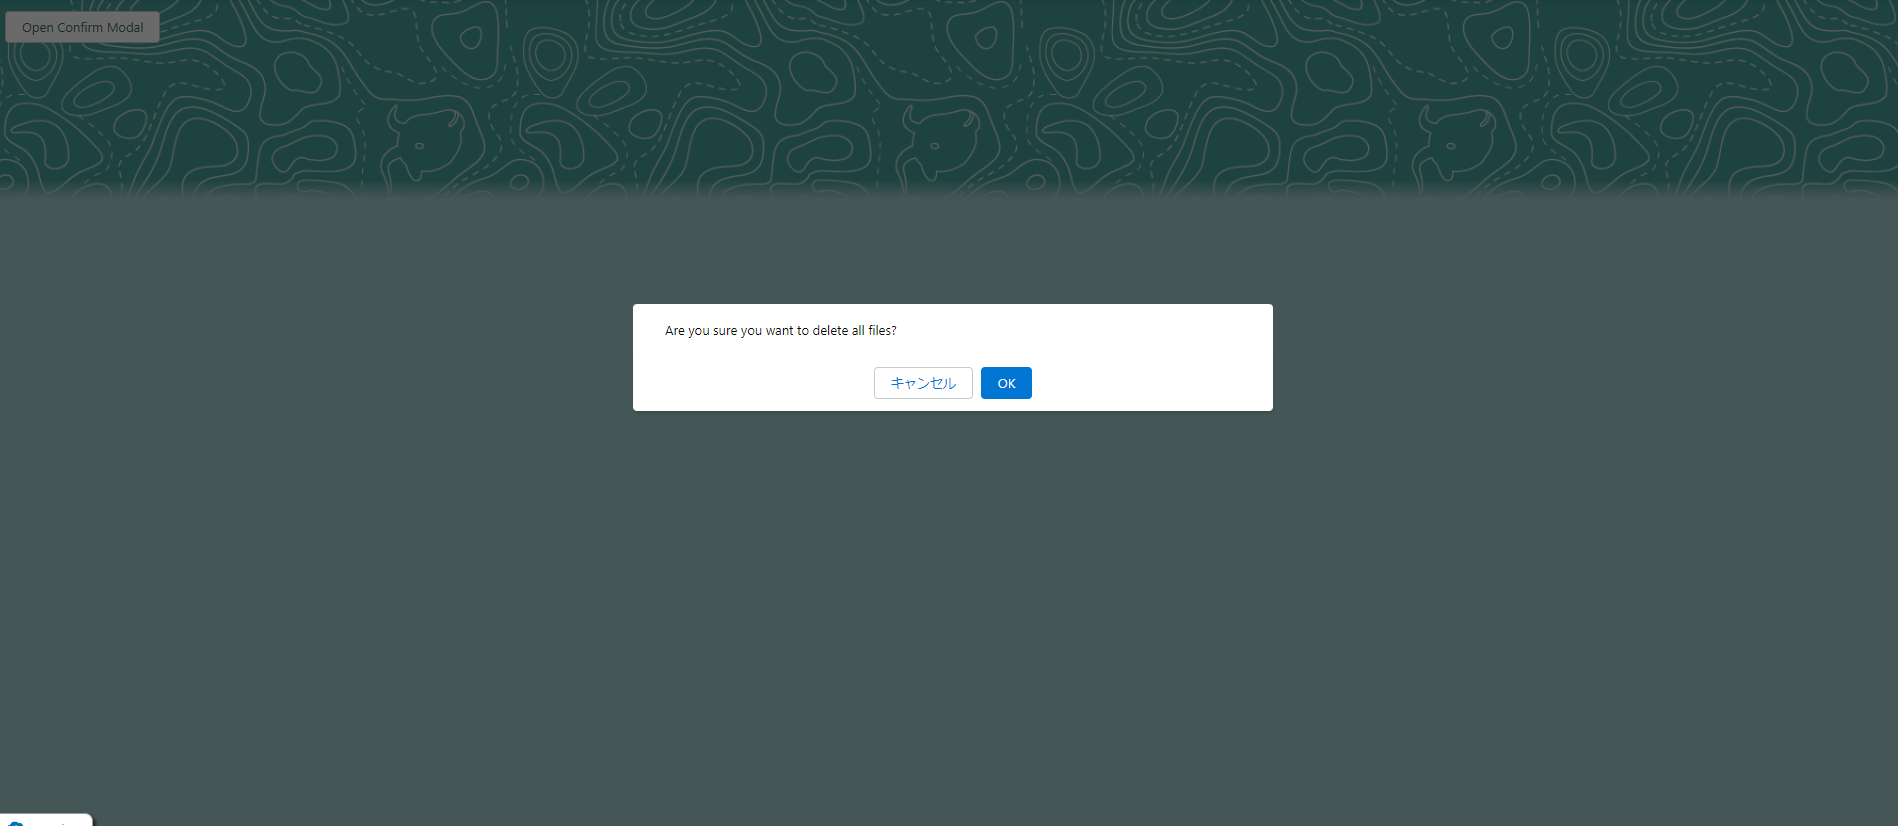 Open Confirm Modal
Are you sure you want to delete all files?
キャンセル
OK